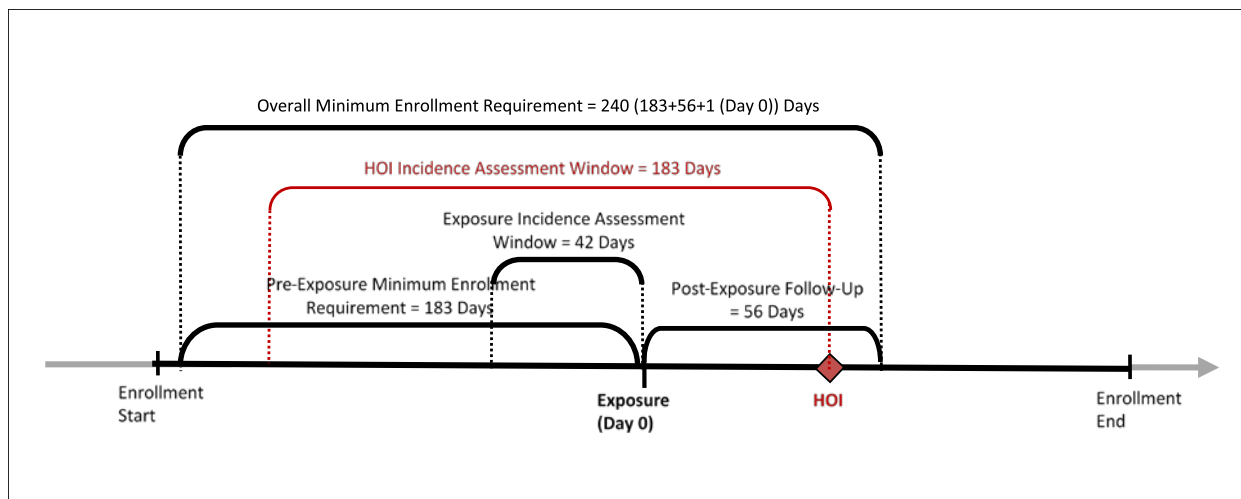 Overall Minimum Enrollment Requirement = 240 (183+56+1 (Day 0)) Days
HOI Incidence Assessment Window = 183 Days
Exposure Incidence Assessment
Window = 42 Days
Pre-Exposure Minimum Enrollment
Requirement = 183 Days
Post-Exposure Follow-Up
= 56 Days
Enrollment
Start
Exposure
(Day 0)
HOI
Enrollment
End